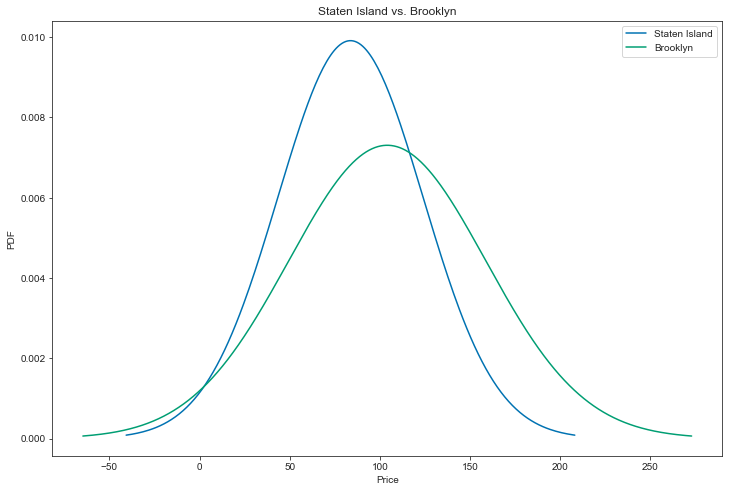 Staten Island vs. Brooklyn
Staten Island
Brooklyn
0.010
0.008
0.006
0.004
0.002
0.000
PDF
−50
0
50
100
150
200
250
Price